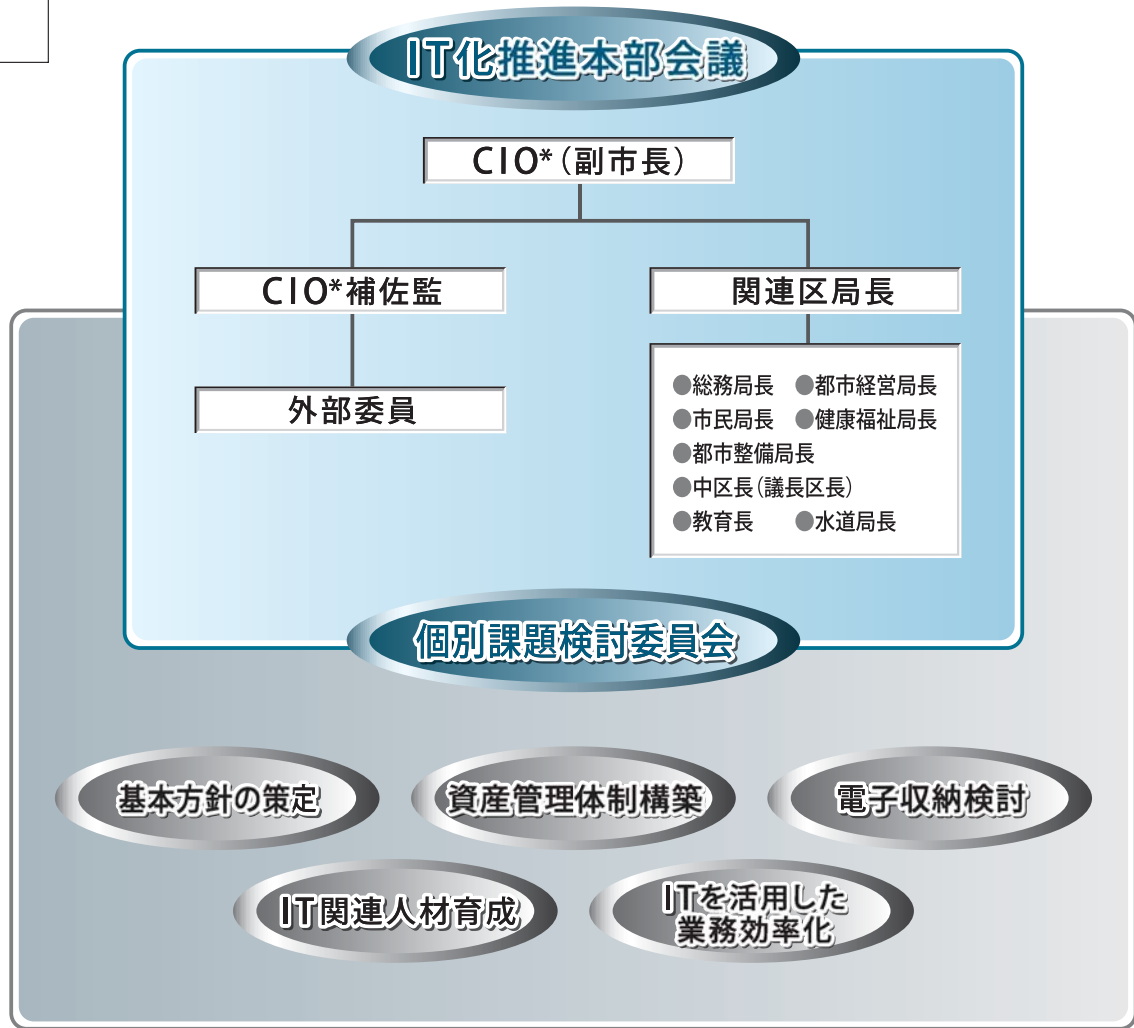 IT化推進本部会議
CIO*(副市長)
CIO*補佐監
関連区局長
外部委員
●総務局長 ●都市経営局長
●市民局長 ●健康福祉局長
●都市整備局長
●中区長(議長区長)
●教育長 ●水道局長
個別課題検討委員会
基本方針の策定
資産管理体制構築
電子収納検討
IT関連人材育成
ITを活用した
業務効率化